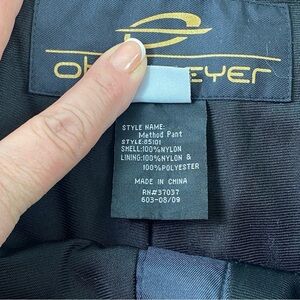 STYLE NAME:
Method Pant
STYLE:85101
SHELL:100%NYLON
LINING:100%NYLON &
100%POLYESTER
MADE IN CHINA
RN#37037
603-08/09